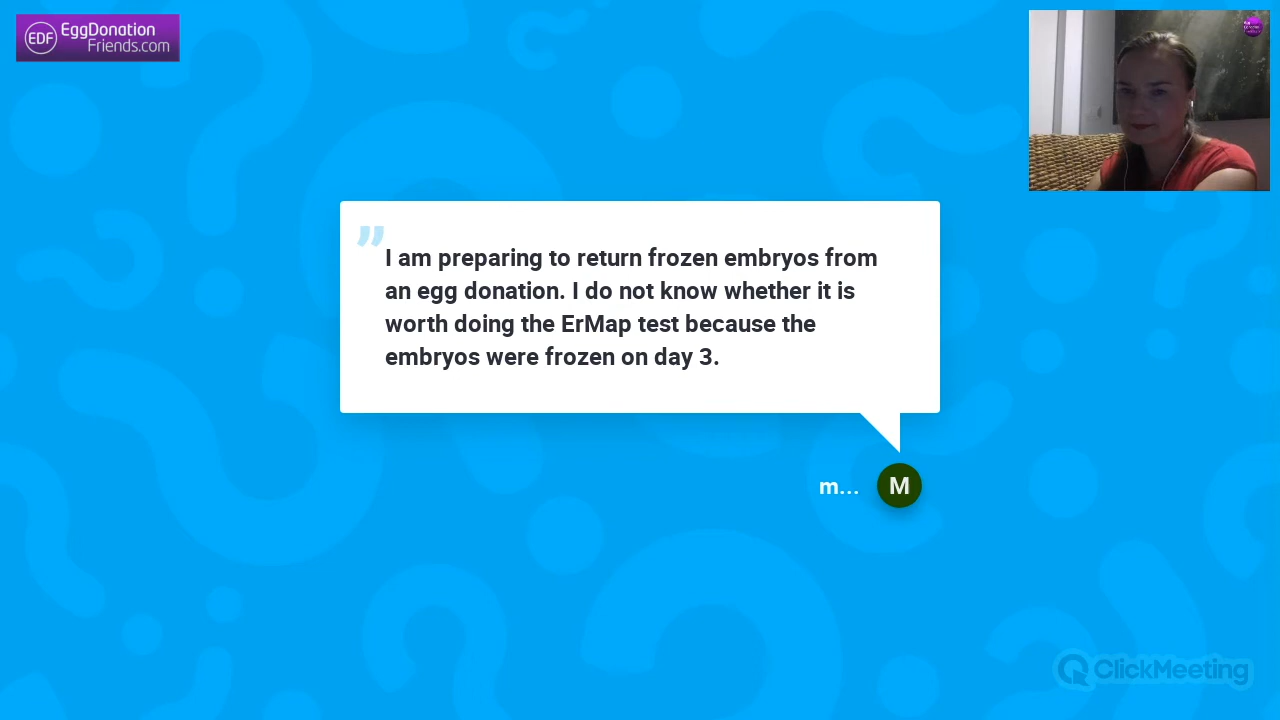 EDF
EggDonation
Friends.com
”
I am preparing to return frozen embryos from
an egg donation. I do not know whether it is
worth doing the ErMap test because the
embryos were frozen on day 3.
m...
M
ClickMeeting